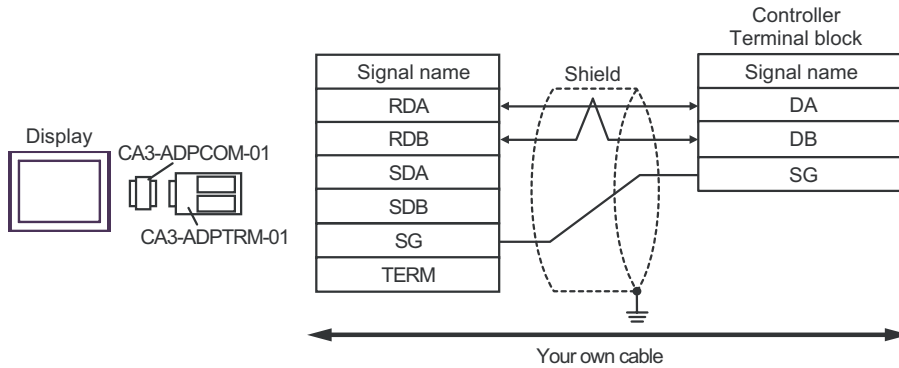 Display
CA3-ADPCOM-01
CA3-ADPTRM-01
Signal name
RDA
RDB
SDA
SDB
SG
TERM
Shield
Controller
Terminal block
Signal name
DA
DB
SG
Your own cable